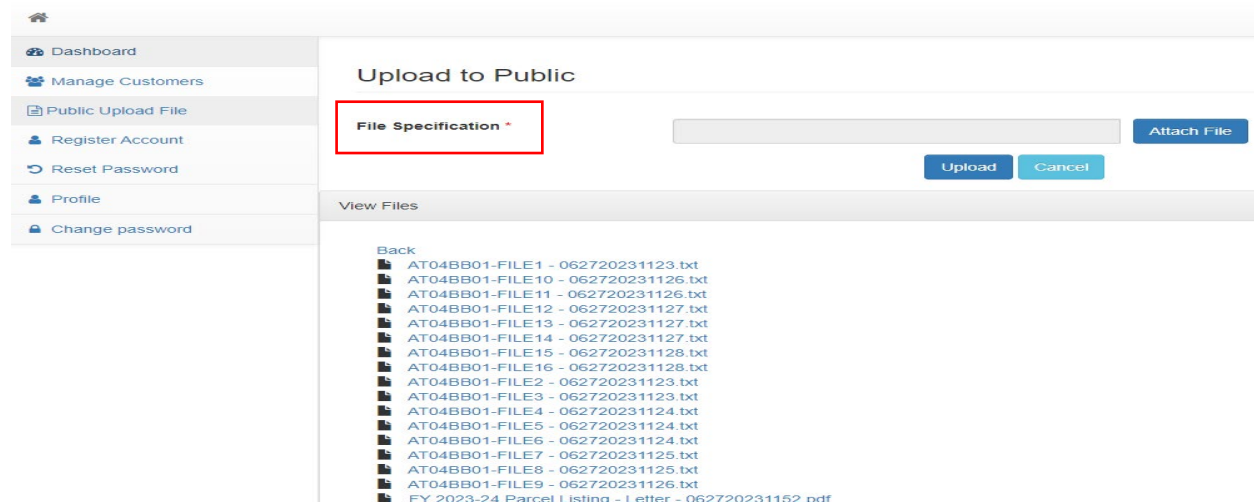 Dashboard
Manage Customers
Public Upload File
Register Account
Reset Password
Profile
Change password
Upload to Public
File Specification *
Attach File
Upload Cancel
View Files
Back
AT04BB01-FILE1 - 062720231123.txt
AT04BB01-FILE10 - 062720231126.txt
AT04BB01-FILE11 - 062720231126.txt
AT04BB01-FILE12 - 062720231127.txt
AT04BB01-FILE13 - 062720231127.txt
AT04BB01-FILE14 - 062720231127.txt
AT04BB01-FILE15 - 062720231128.txt
AT04BB01-FILE16 - 062720231128.txt
AT04BB01-FILE2 - 062720231123.txt
AT04BB01-FILE3 - 062720231123.txt
AT04BB01-FILE4 - 062720231124.txt
AT04BB01-FILE5 - 062720231124.txt
AT04BB01-FILE6 - 062720231124.txt
AT04BB01-FILE7 - 062720231125.txt
AT04BB01-FILE8 - 062720231125.txt
AT04BB01-FILE9 - 062720231126.txt
FY 2023-24 Parcel Listing - Letter - 062720231152.pdf